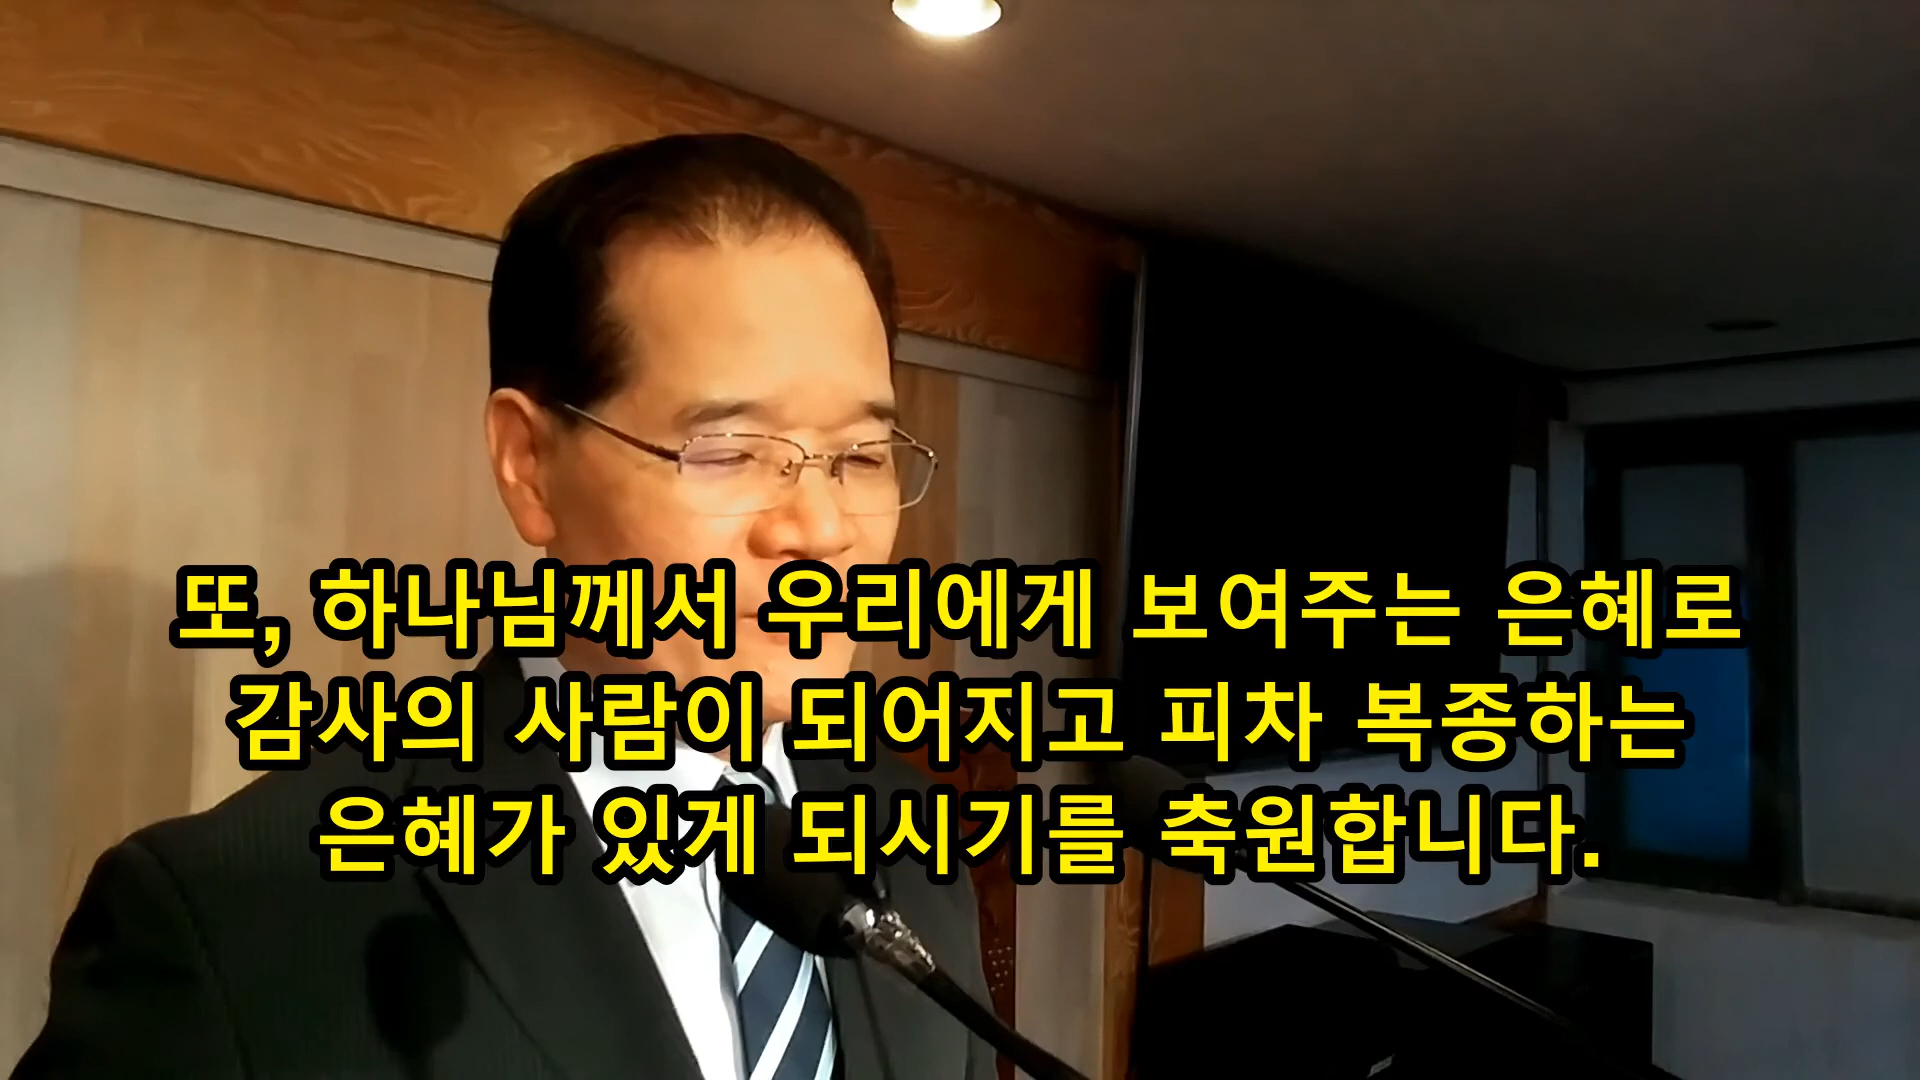 또, 하나님께서 우리에게 보여주는 은혜로
감사의 사람이 되어지고 피차 복종하는
은혜가 있게 되시기를 축원합니다.